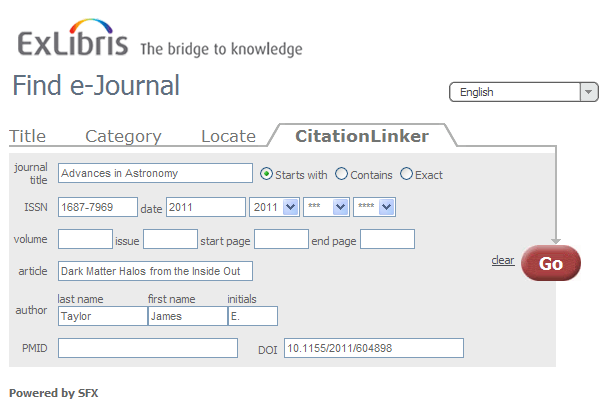 ExLibris The bridge to knowledge
Find e-Journal
English
Title Category Locate CitationLinker
journal title Advances in Astronomy Starts with Contains Exact
ISSN 1687-7969 date 2011 2011 *** ****
volume issue start page end page
article Dark Matter Halos from the Inside Out
clear Go
last name first name initials
author Taylor James E.
PMID DOI 10.1155/2011/604898
Powered by SFX